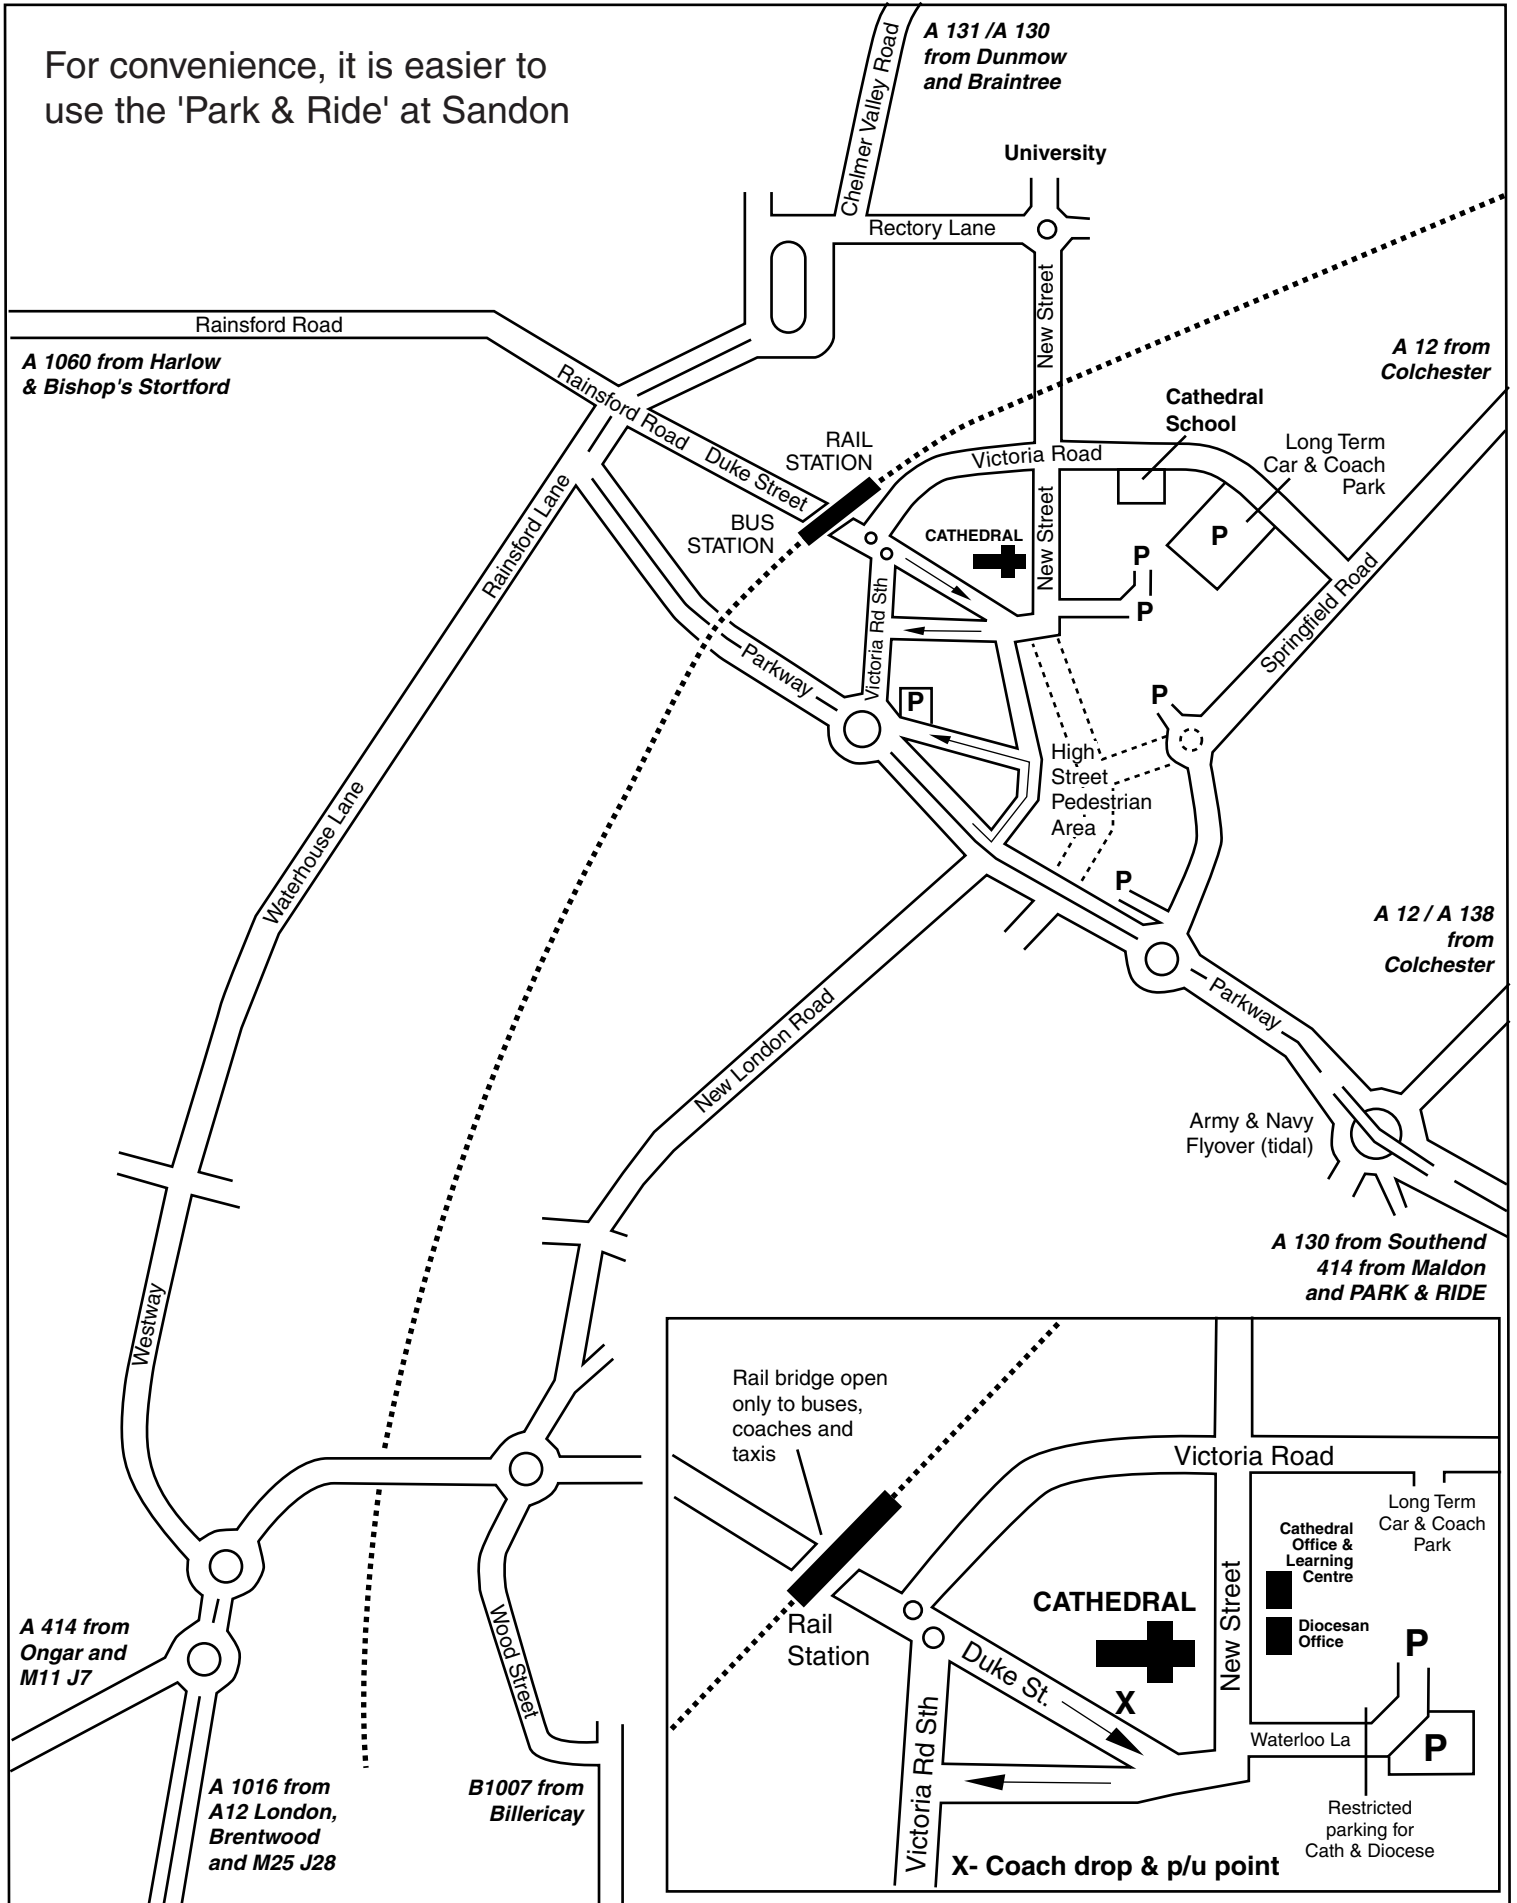 For convenience, it is easier to
use the 'Park & Ride' at Sandon
A 131 /A 130
from Dunmow
and Braintree
Chelmer Valley Road
University
Rectory Lane
New Street
Rainsford Road
A 1060 from Harlow
& Bishop's Stortford
A 12 from
Colchester
Rainsford Road
Duke Street
RAIL
STATION
BUS
STATION
Victoria Road
Cathedral
School
Long Term
Car & Coach
Park
P
CATHEDRAL
New Street
P
P
Rainsford Lane
Victoria Rd Sth
Springfield Road
Parkway
P
P
High
Street
Pedestrian
Area
Waterhouse Lane
P
A 12 / A 138
from
Colchester
Parkway
New London Road
Army & Navy
Flyover (tidal)
A 130 from Southend
414 from Maldon
and PARK & RIDE
Westway
Wood Street
A 414 from
Ongar and
M11 J7
A 1016 from
A12 London,
Brentwood
and M25 J28
B1007 from
Billericay
Rail bridge open
only to buses,
coaches and
taxis
Victoria Road
Long Term
Car & Coach
Park
Cathedral
Office &
Learning
Centre
Diocesan
Office
CATHEDRAL
New Street
Rail
Station
Duke St.
X
P
Waterloo La
P
Victoria Rd Sth
Restricted
parking for
Cath & Diocese
X- Coach drop & p/u point